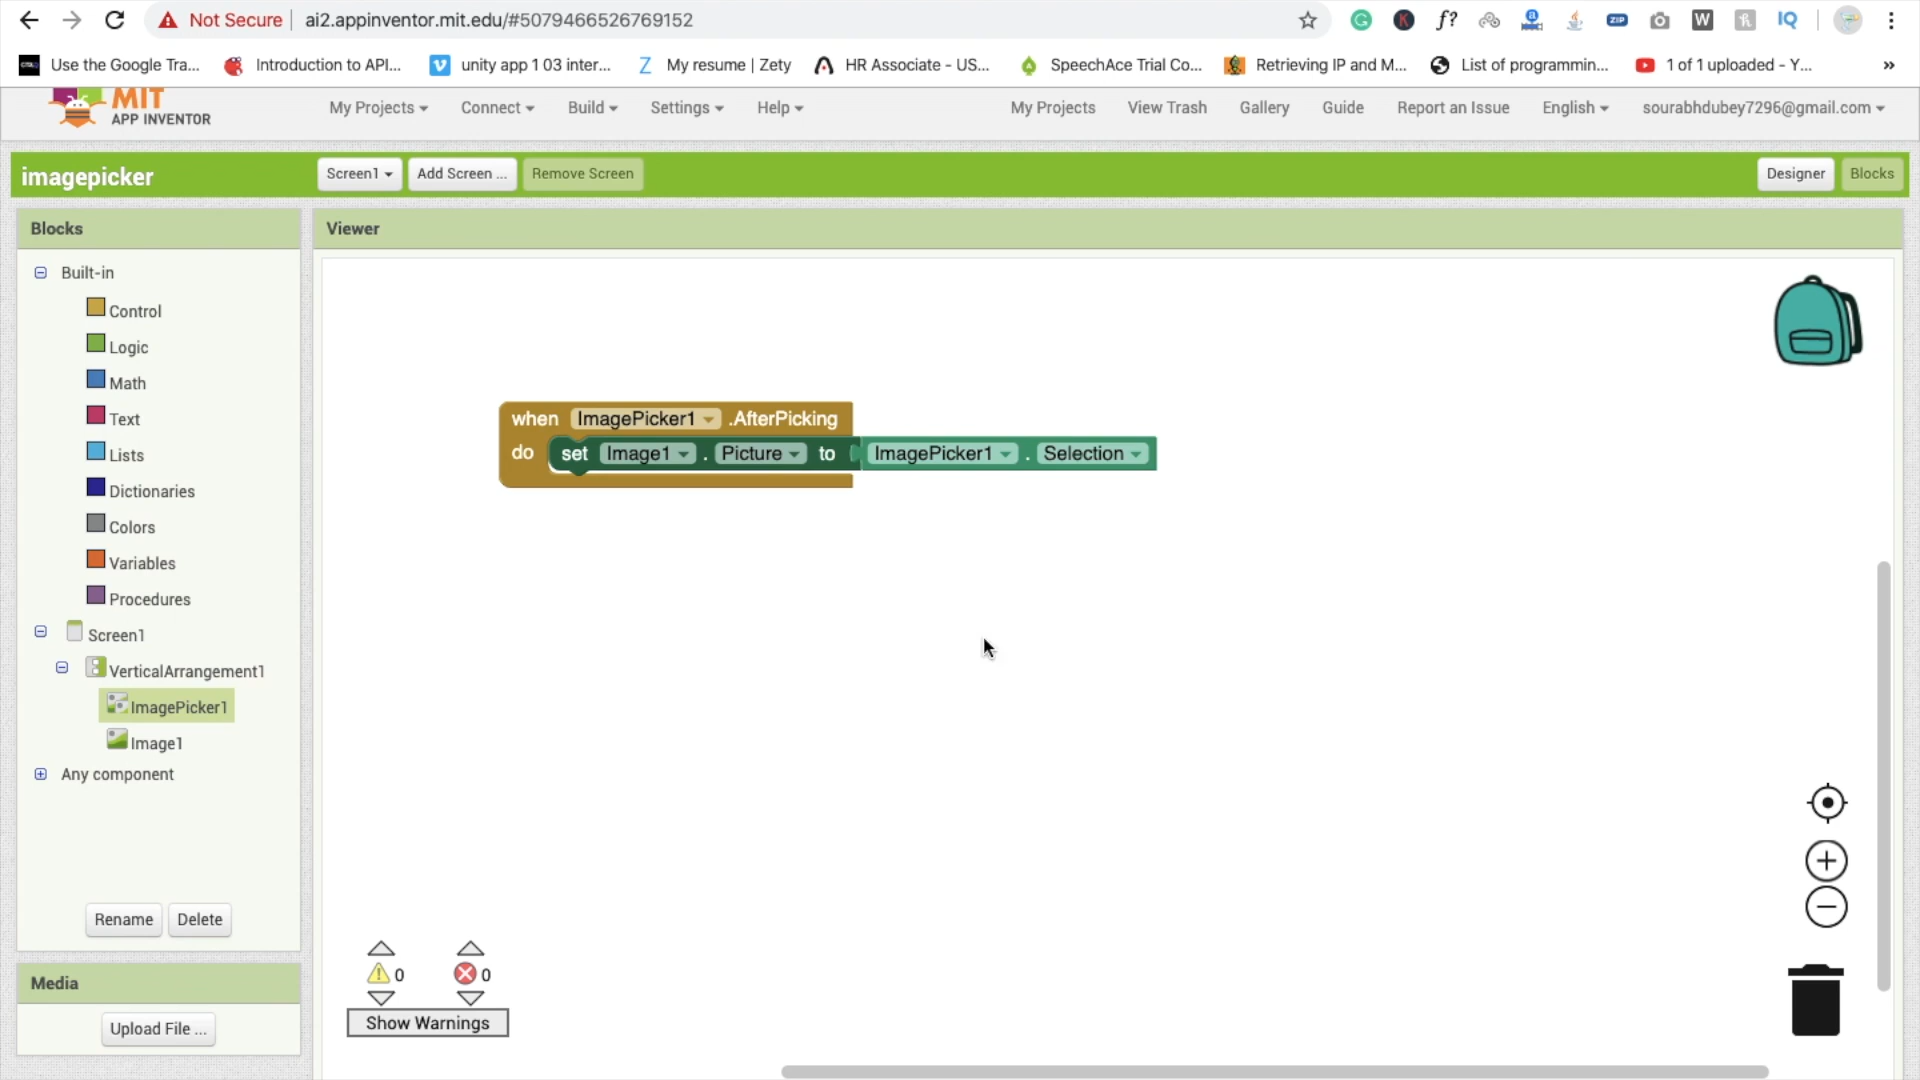 Not Secure ai2.appinventor.mit.edu/#5079466526769152
Use the Google Tra... Introduction to API... unity app 1 03 inter... My resume | Zety HR Associate - US... SpeechAce Trial Co... Retrieving IP and M... List of programmin... 1 of 1 uploaded - Y... »
MIT
APP INVENTOR
My Projects Connect Build Settings Help My Projects View Trash Gallery Guide Report an Issue English sourabhdubey7296@gmail.com
imagepicker Screen1 Add Screen ... Remove Screen Designer Blocks
Blocks
Viewer
Built-in
Control
Logic
Math
Text
Lists
Dictionaries
Colors
Variables
Procedures
Screen1
VerticalArrangement1
ImagePicker1
Image1
Any component
Rename Delete
Media
Upload File ...
when ImagePicker1 .AfterPicking
do set Image1 . Picture to ImagePicker1 . Selection
0 0
Show Warnings